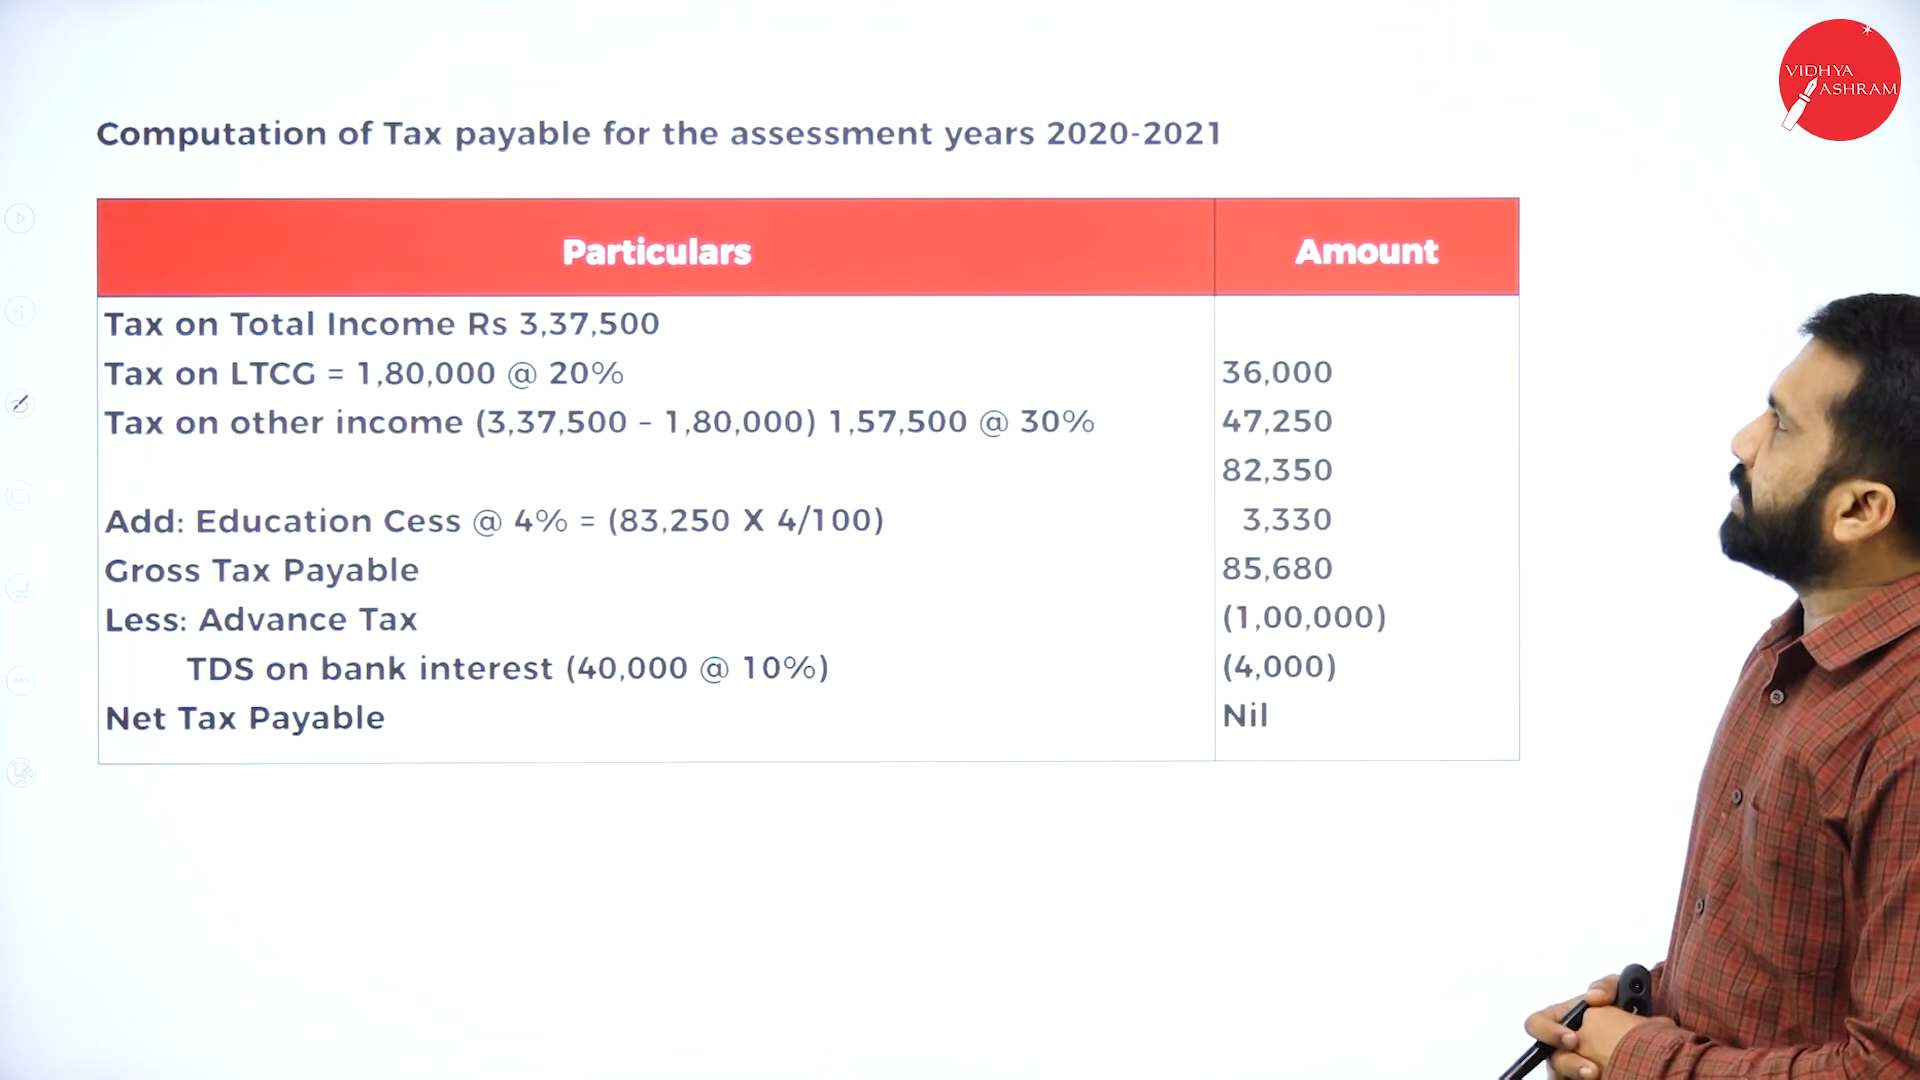 VIDHYA
ASHRAM
Computation of Tax payable for the assessment years 2020-2021
Particulars Amount
Tax on Total Income Rs 3,37,500
Tax on LTCG = 1,80,000 @ 20% 36,000
Tax on other income (3,37,500 – 1,80,000) 1,57,500 @ 30% 47,250
82,350
Add: Education Cess @ 4% = (83,250 X 4/100) 3,330
Gross Tax Payable 85,680
Less: Advance Tax (1,00,000)
TDS on bank interest (40,000 @ 10%) (4,000)
Net Tax Payable Nil